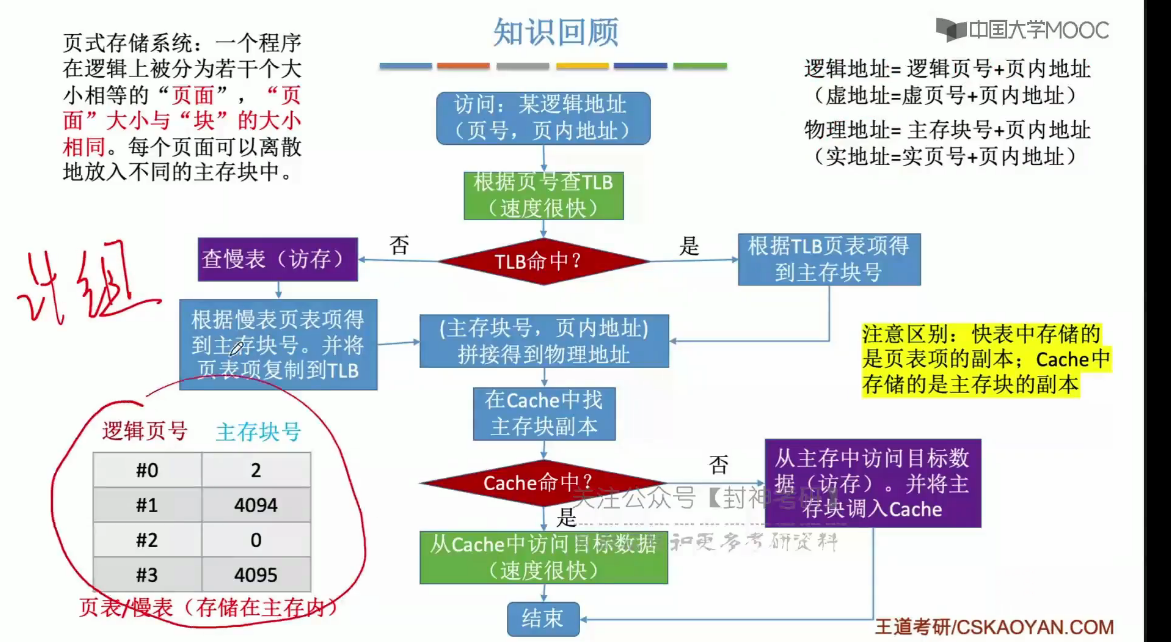 知识回顾
中国大学MOOC
页式存储系统：一个程序
在逻辑上被分为若干个大
小相等的“页面”，“页
面”大小与“块”的大小
相同。每个页面可以离散
地放入不同的主存块中。
逻辑地址= 逻辑页号+页内地址
（虚地址=虚页号+页内地址）
物理地址= 主存块号+页内地址
（实地址=实页号+页内地址）
访问：某逻辑地址
（页号，页内地址）
根据页号查TLB
（速度很快）
TLB命中？
否
是
查慢表（访存）
根据TLB页表项得
到主存块号
计组
根据慢表页表项得
到主存块号。并将
页表项复制到TLB
(主存块号，页内地址)
拼接得到物理地址
注意区别：快表中存储的
是页表项的副本；Cache中
存储的是主存块的副本
在Cache中找
主存块副本
Cache命中？
否
是
从主存中访问目标数
据（访存）。并将主
存块调入Cache
关注公众号【封神考研】
和更多考研资料
从Cache中访问目标数据
（速度很快）
结束
逻辑页号 主存块号
#0 2
#1 4094
#2 0
#3 4095
页表/慢表（存储在主存内）
王道考研/CSKAOYAN.COM